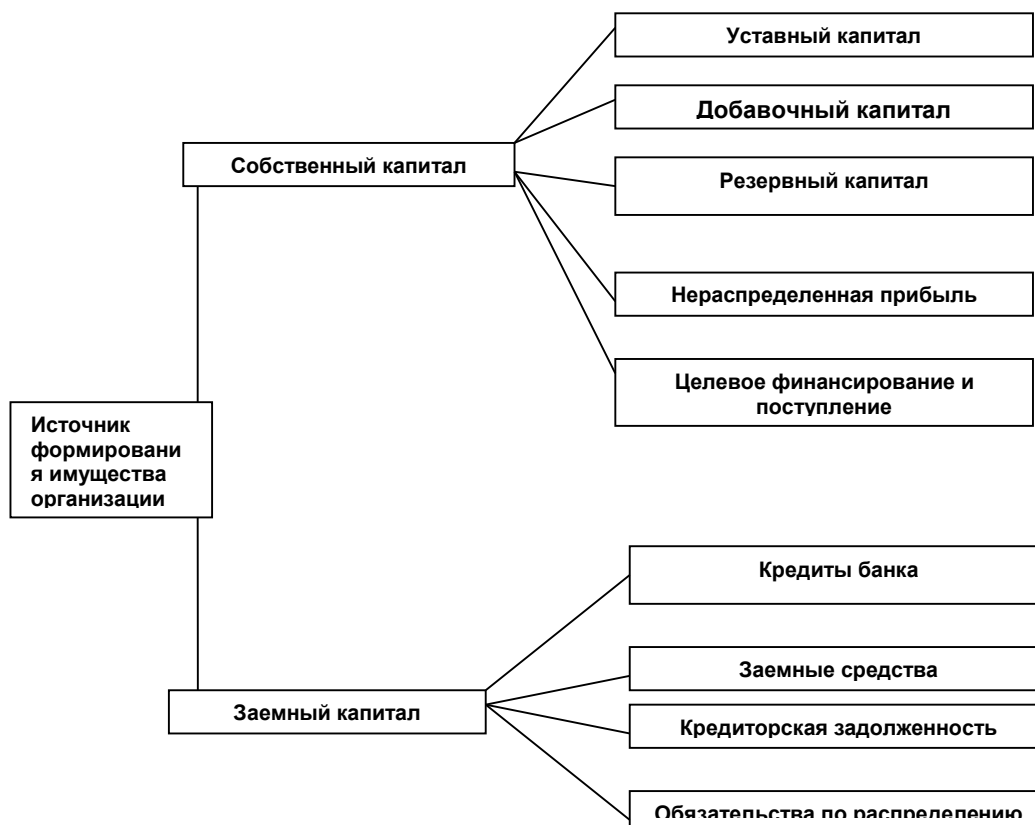 Уставный капитал
Добавочный капитал
Собственный капитал
Резервный капитал
Нераспределенная прибыль
Целевое финансирование и
поступление
Источник
формировани
я имущества
организации
Кредиты банка
Заемные средства
Заемный капитал
Кредиторская задолженность
Обязательства по распределению